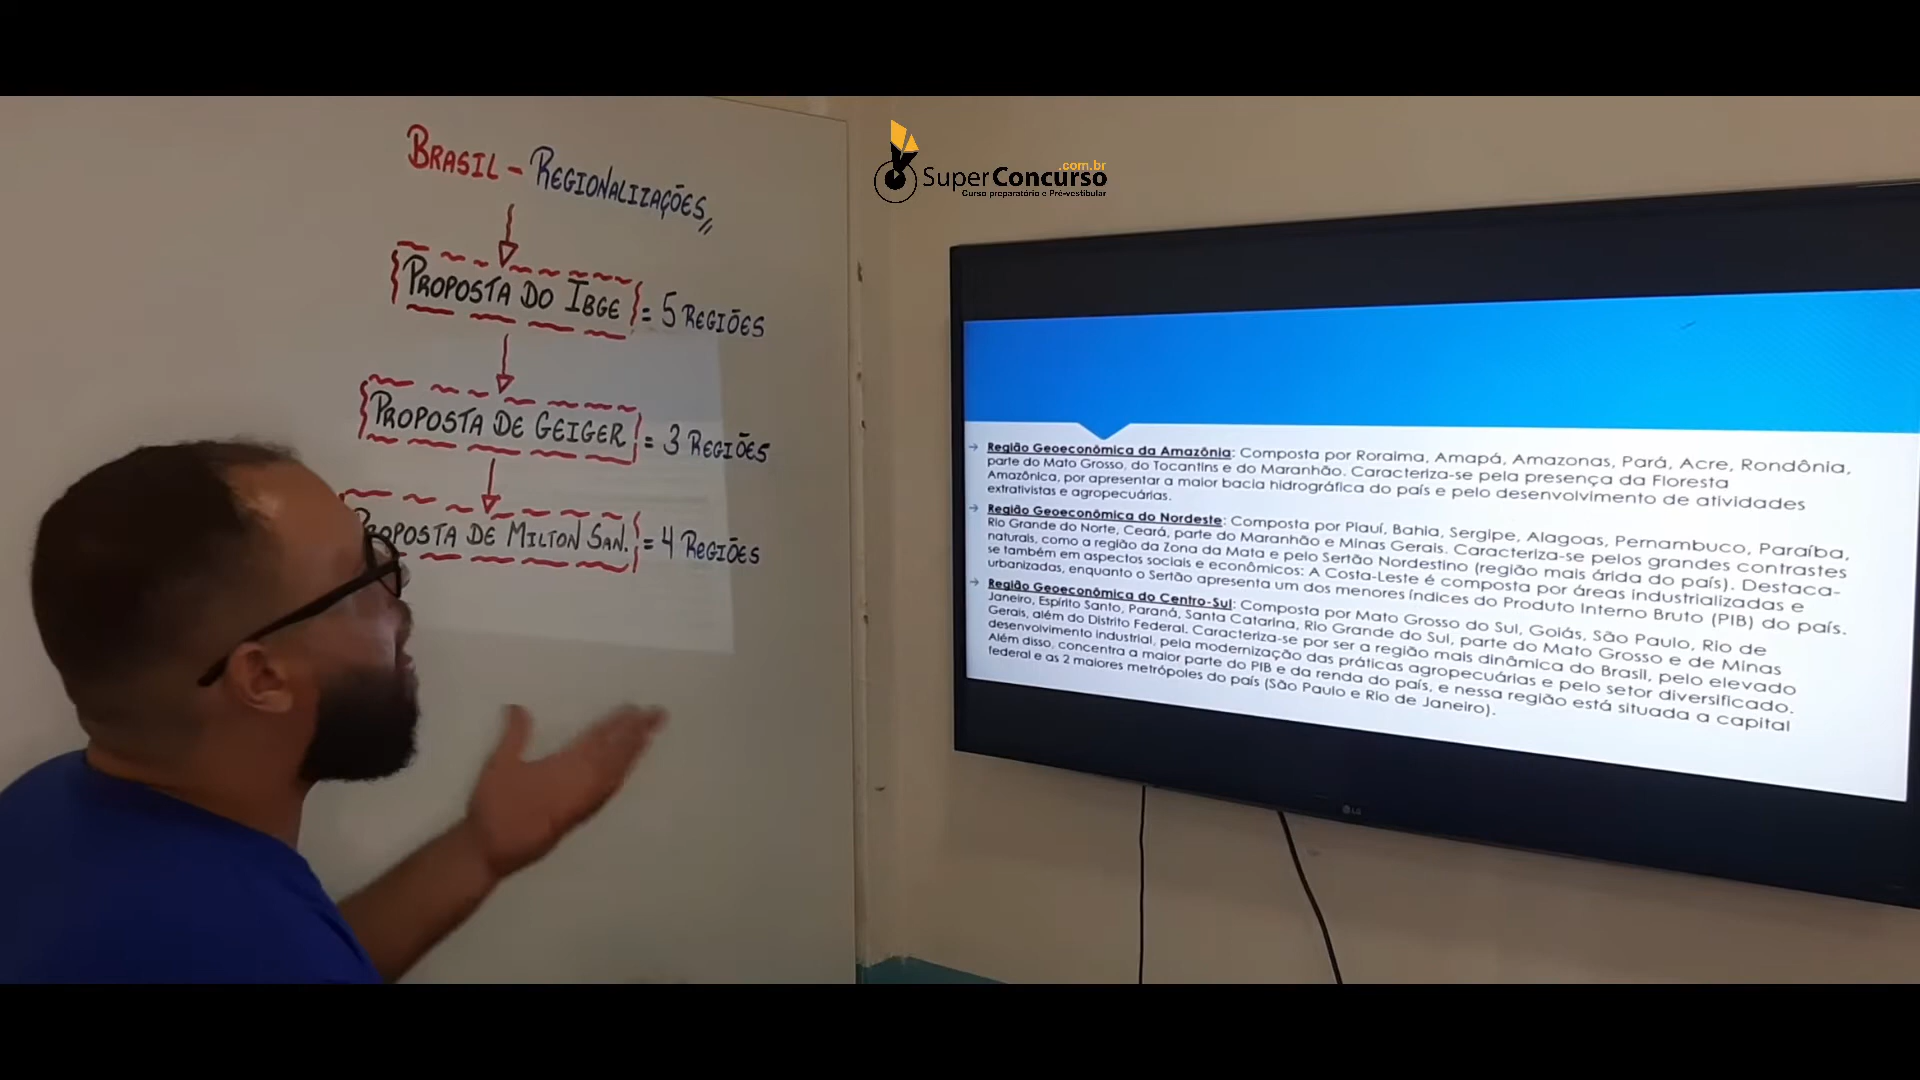 BRASIL - REGIONALIZAÇÕES
PROPOSTA DO IBGE = 5 REGIÕES
PROPOSTA DE GEIGER = 3 REGIÕES
PROPOSTA DE MILTON SAN. = 4 REGIÕES
.com.br
SuperConcurso
Curso preparatório e Pré-vestibular
Região Geoeconômica da Amazônia: Composta por Roraima, Amapá, Amazonas, Pará, Acre, Rondônia,
parte do Mato Grosso, do Tocantins e do Maranhão. Caracteriza-se pela presença da Floresta
Amazônica, por apresentar a maior bacia hidrográfica do país e pelo desenvolvimento de atividades
extrativistas e agropecuárias.
Região Geoeconômica do Nordeste: Composta por Piauí, Bahia, Sergipe, Alagoas, Pernambuco, Paraíba,
Rio Grande do Norte, Ceará, parte do Maranhão e Minas Gerais. Caracteriza-se pelos grandes contrastes
naturais, como a região da Zona da Mata e pelo Sertão Nordestino (região mais árida do país). Destaca-
se também em aspectos sociais e econômicos: A Costa-Leste é composta por áreas industrializadas e
urbanizadas, enquanto o Sertão apresenta um dos menores índices do Produto Interno Bruto (PIB) do país.
Região Geoeconômica do Centro-Sul: Composta por Mato Grosso do Sul, Goiás, São Paulo, Rio de
Janeiro, Espírito Santo, Paraná, Santa Catarina, Rio Grande do Sul, parte do Mato Grosso e de Minas
Gerais, além do Distrito Federal. Caracteriza-se por ser a região mais dinâmica do Brasil, pelo elevado
desenvolvimento industrial, pela modernização das práticas agropecuárias e pelo setor diversificado.
Além disso, concentra a maior parte do PIB e da renda do país, e nessa região está situada a capital
federal e as 2 maiores metrópoles do país (São Paulo e Rio de Janeiro).
LG